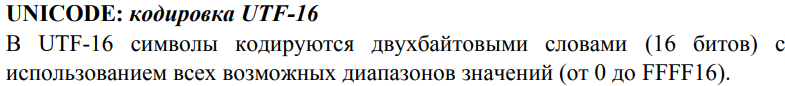 UNICODE: кодировка UTF-16
В UTF-16 символы кодируются двухбайтовыми словами (16 битов) с
использованием всех возможных диапазонов значений (от 0 до FFFF16).